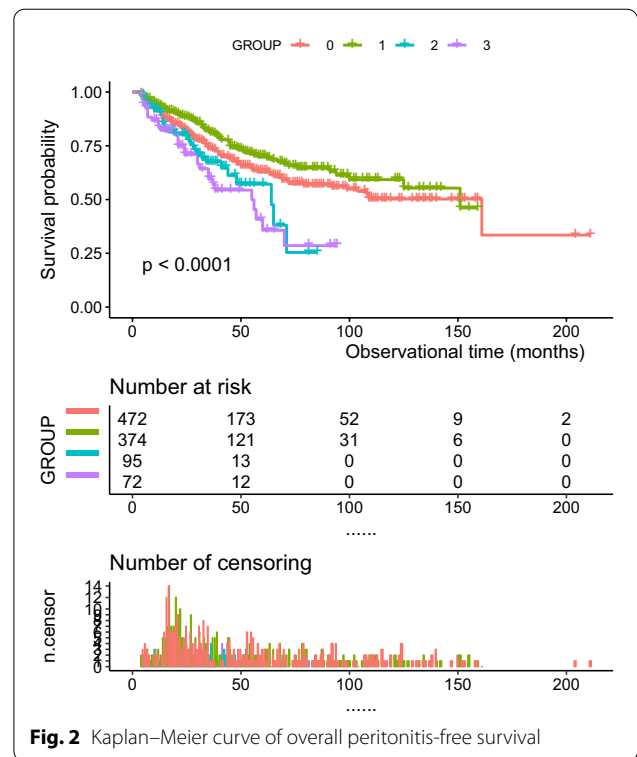 GROUP 0 1 2 3
1.00
0.75
0.50
0.25
0.00
Survival probability
p < 0.0001
0 50 100 150 200
Observational time (months)
Number at risk
GROUP
472 173 52 9 2
374 121 31 6 0
95 13 0 0 0
72 12 0 0 0
0 50 100 150 200
......
Number of censoring
n.censor
14
12
10
0
0 50 100 150 200
......
Fig. 2 Kaplan–Meier curve of overall peritonitis-free survival